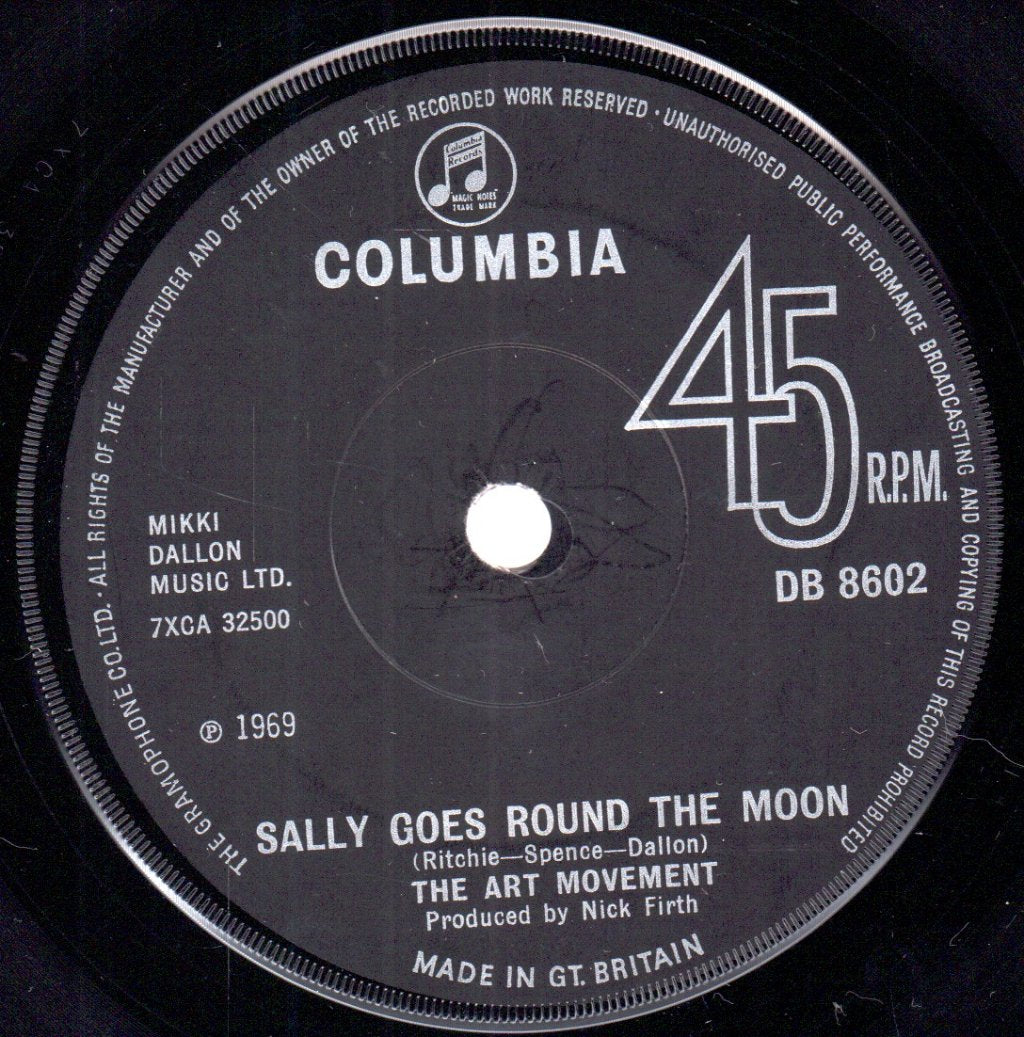 THE GRAMOPHONE CO. LTD. · ALL RIGHTS OF THE MANUFACTURER AND OF THE OWNER OF THE RECORDED WORK RESERVED · UNAUTHORISED PUBLIC PERFORMANCE BROADCASTING AND COPYING OF THIS RECORD PROHIBITED
Columbia
Records
MAGIC NOTES
TRADE MARK
COLUMBIA
45 R.P.M.
MIKKI
DALLON
MUSIC LTD.
7XCA 32500
DB 8602
℗ 1969
SALLY GOES ROUND THE MOON
(Ritchie—Spence—Dallon)
THE ART MOVEMENT
Produced by Nick Firth
MADE IN GT. BRITAIN